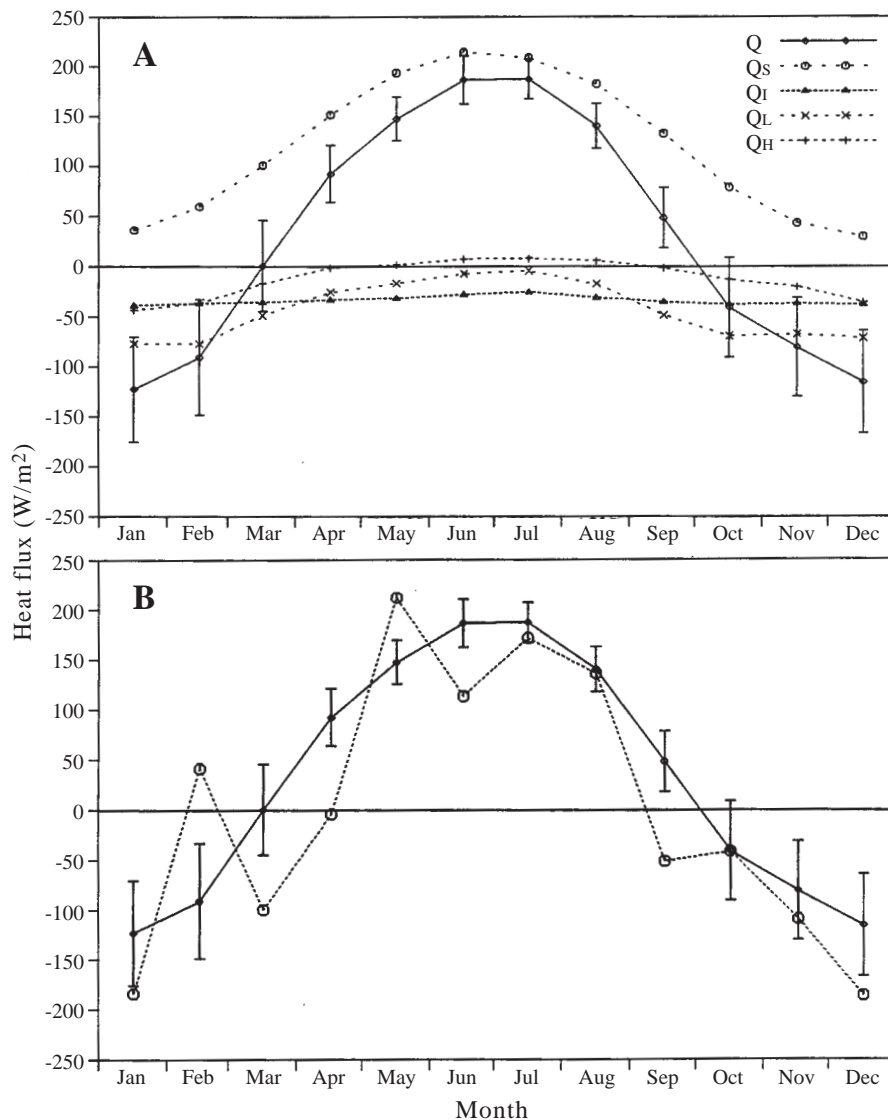 A
Q
QS
QI
QL
QH
250
200
150
100
50
0
-50
-100
-150
-200
-250
Jan Feb Mar Apr May Jun Jul Aug Sep Oct Nov Dec
Heat flux (W/m²)
B
250
200
150
100
50
0
-50
-100
-150
-200
-250
Jan Feb Mar Apr May Jun Jul Aug Sep Oct Nov Dec
Month